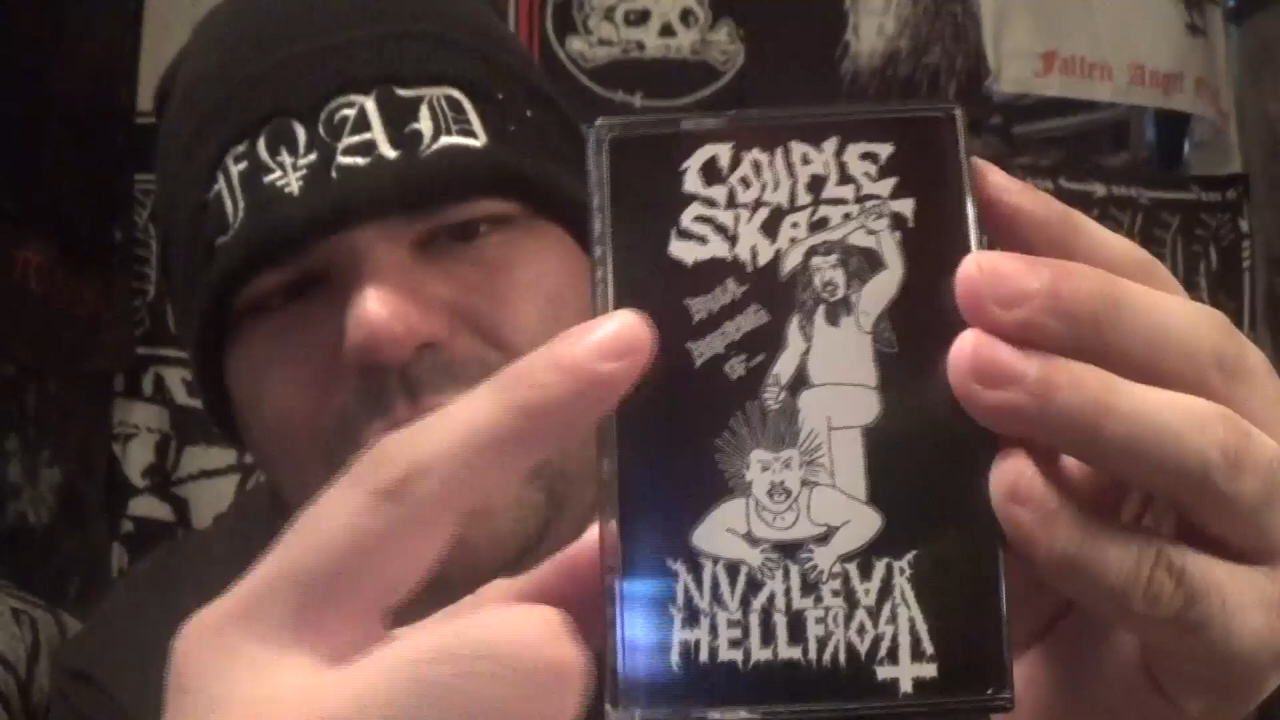 FOAD
Fallen Angel
COUPLE
SKATE
NUKLEAR
HELLFROST